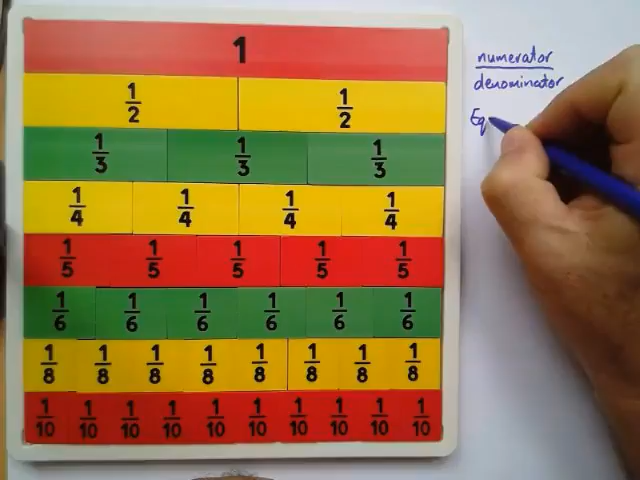 1
1/2 1/2
1/3 1/3 1/3
1/4 1/4 1/4 1/4
1/5 1/5 1/5 1/5 1/5
1/6 1/6 1/6 1/6 1/6 1/6
1/8 1/8 1/8 1/8 1/8 1/8 1/8 1/8
1/10 1/10 1/10 1/10 1/10 1/10 1/10 1/10 1/10 1/10
numerator
denominator
Eq